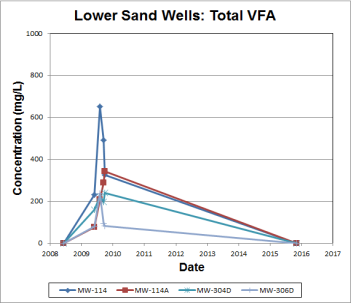 Lower Sand Wells: Total VFA
1000
800
600
400
200
0
Concentration (mg/L)
2008 2009 2010 2011 2012 2013 2014 2015 2016 2017
Date
MW-114 MW-114A MW-304D MW-306D